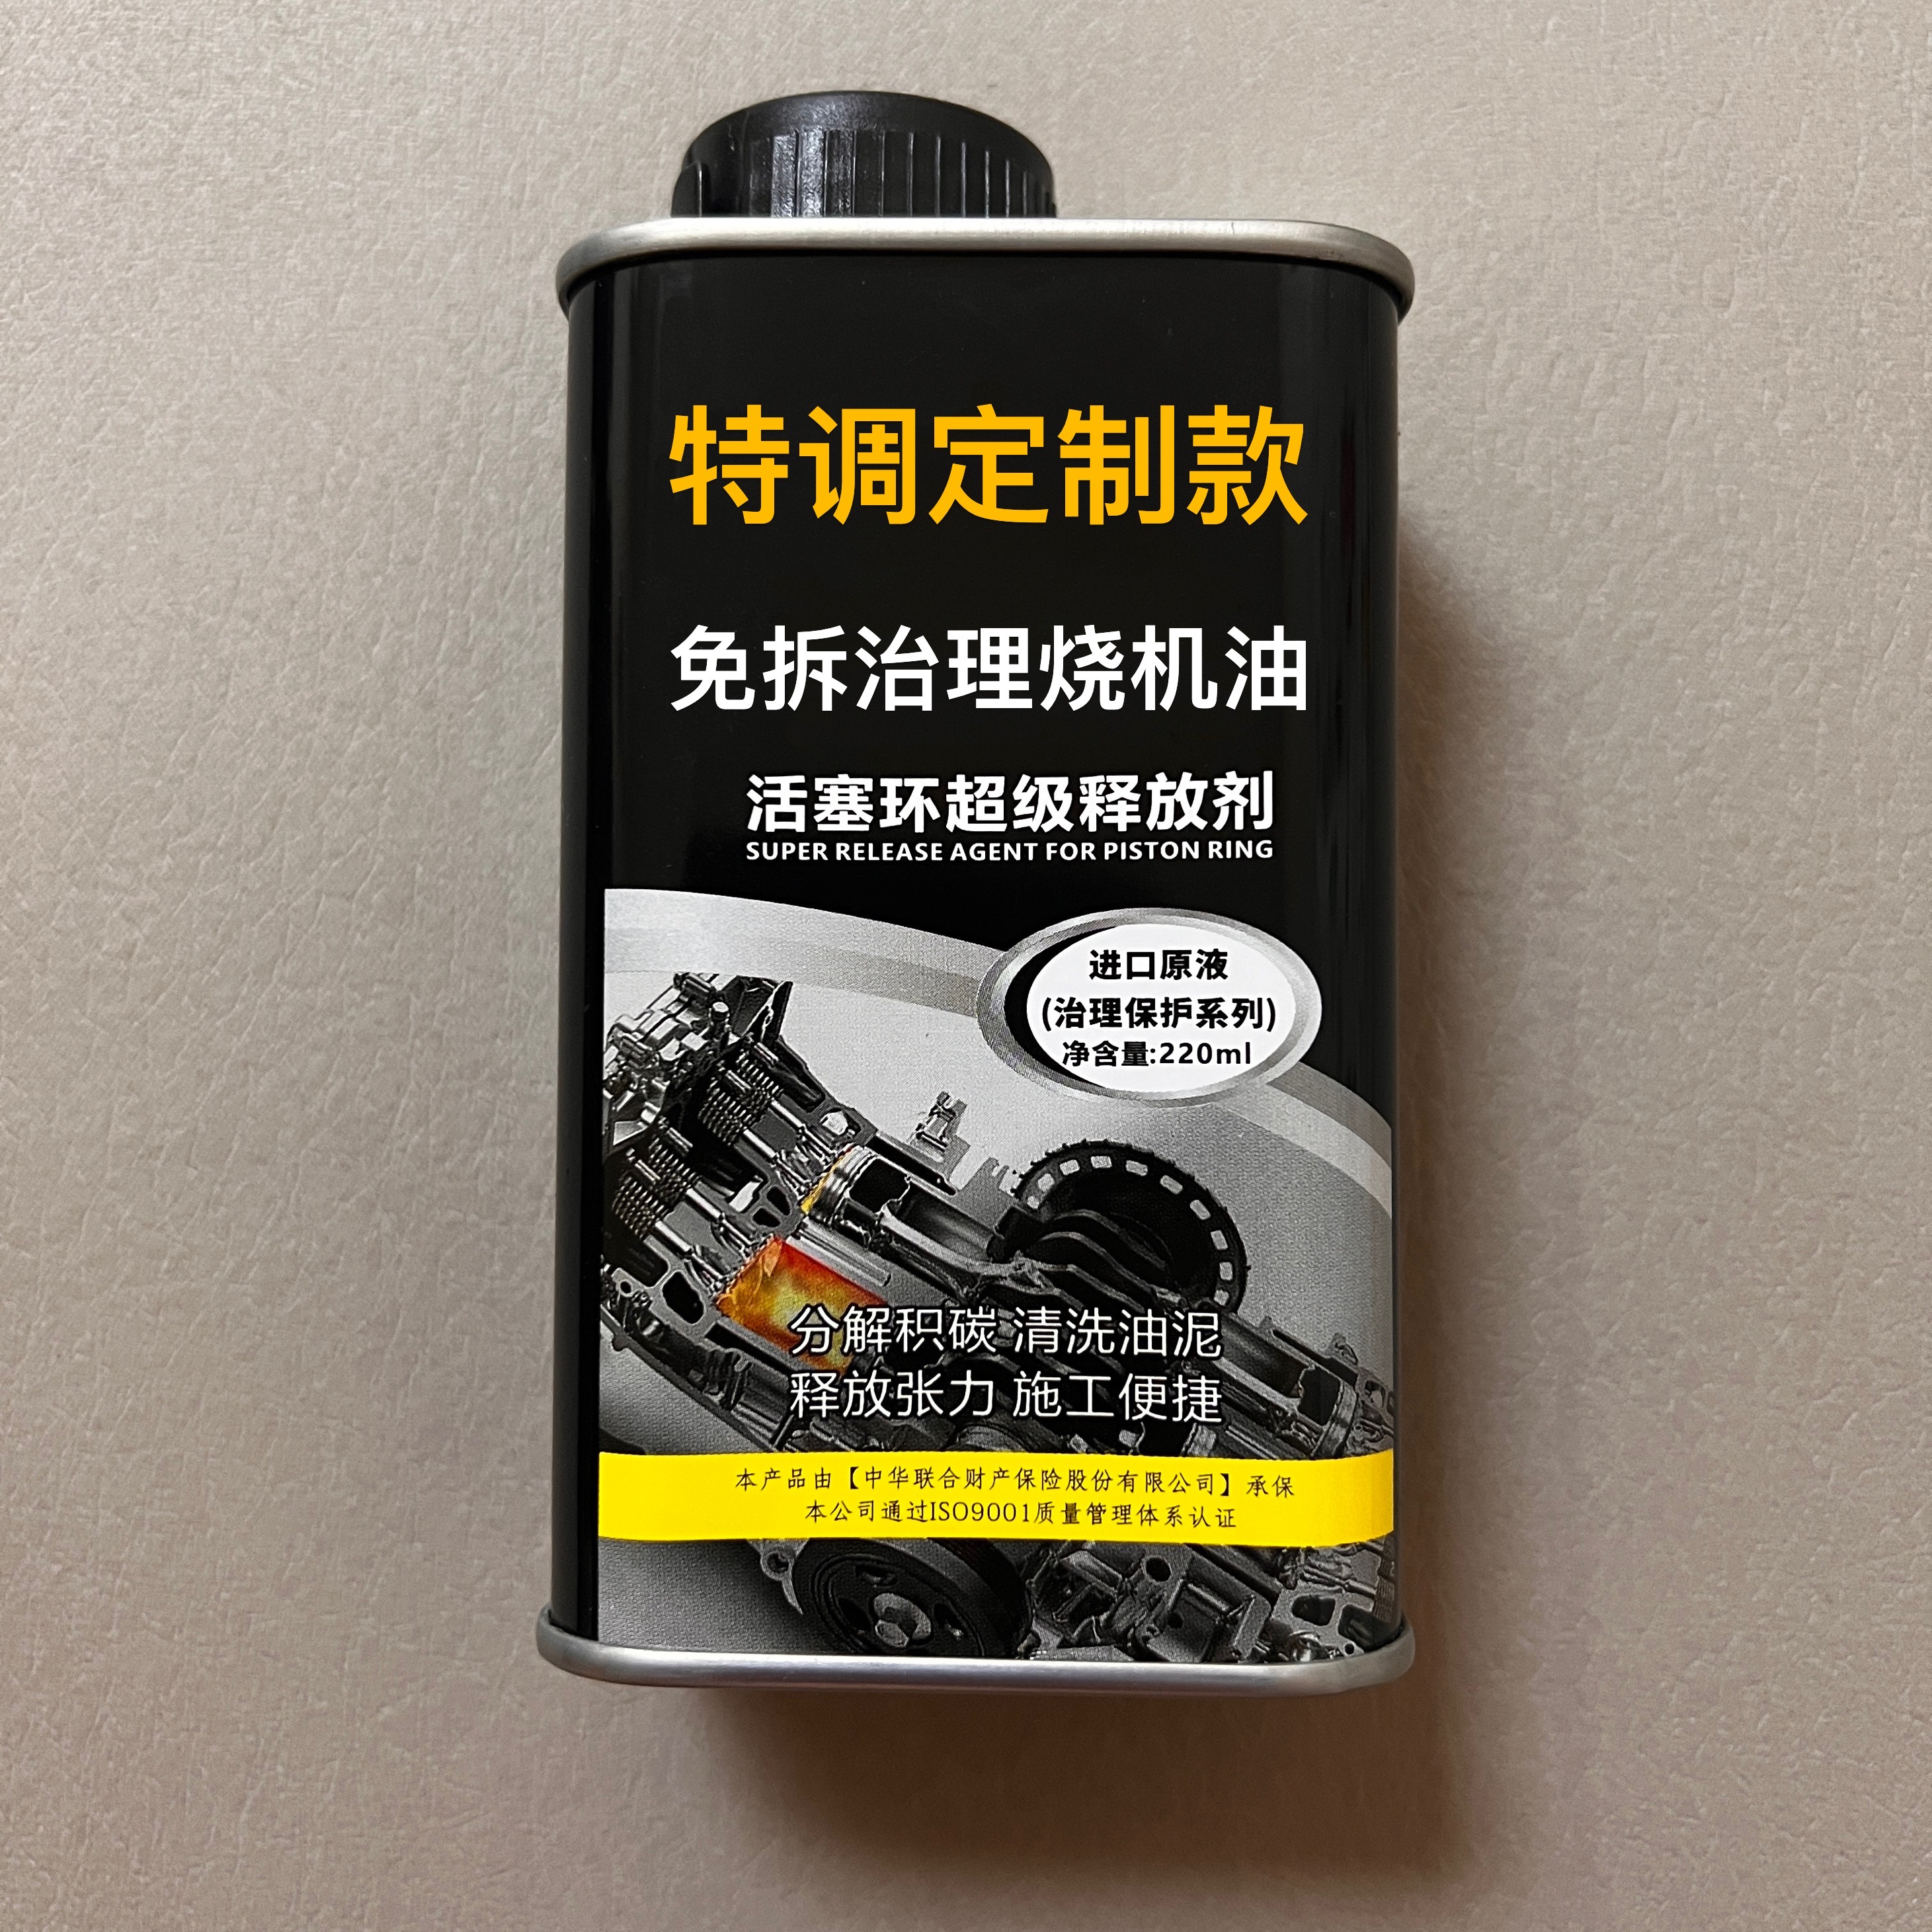 特调定制款
免拆治理烧机油
活塞环超级释放剂
SUPER RELEASE AGENT FOR PISTON RING
进口原液
(治理保护系列)
净含量:220ml
分解积碳 清洗油泥
释放张力 施工便捷
本产品由【中华联合财产保险股份有限公司】承保
本公司通过ISO9001质量管理体系认证